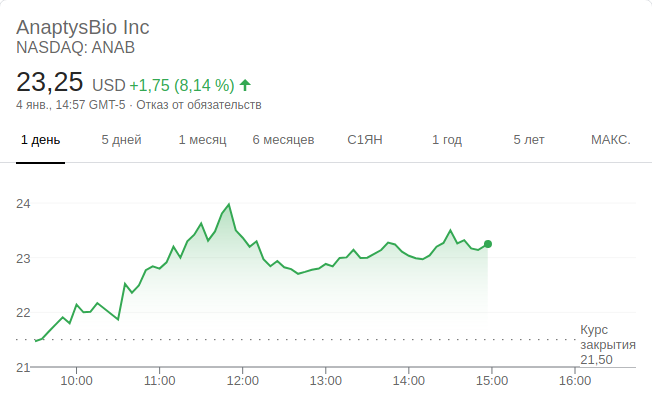 AnaptysBio Inc
NASDAQ: ANAB
23,25 USD +1,75 (8,14 %)
4 янв., 14:57 GMT-5 · Отказ от обязательств
1 день 5 дней 1 месяц 6 месяцев С1ЯН 1 год 5 лет МАКС.
24
23
22
Курс
закрытия
21,50
21
10:00 11:00 12:00 13:00 14:00 15:00 16:00